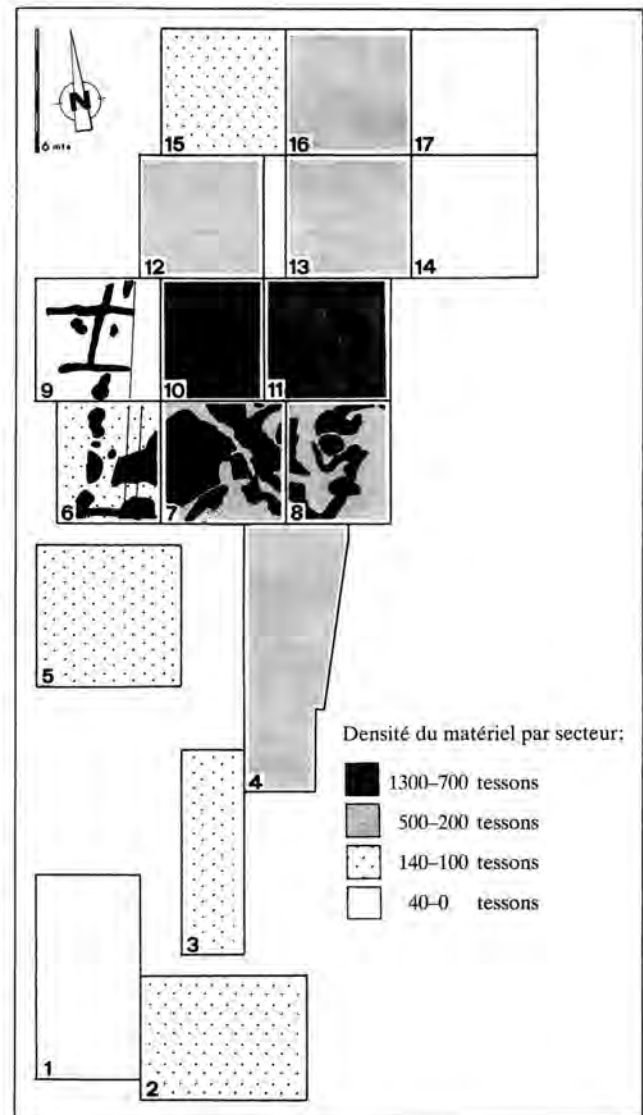 N
6 mts
15
16
17
12
13
14
9
10
11
6
7
8
5
4
Densité du matériel par secteur:
1300–700 tessons
500–200 tessons
140–100 tessons
40–0 tessons
3
1
2